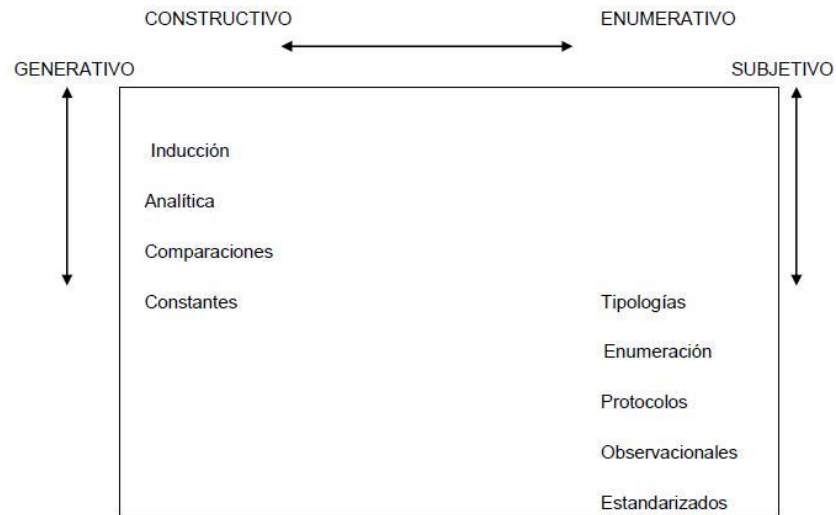 CONSTRUCTIVO ENUMERATIVO
GENERATIVO SUBJETIVO
Inducción
Analítica
Comparaciones
Constantes Tipologías
Enumeración
Protocolos
Observacionales
Estandarizados